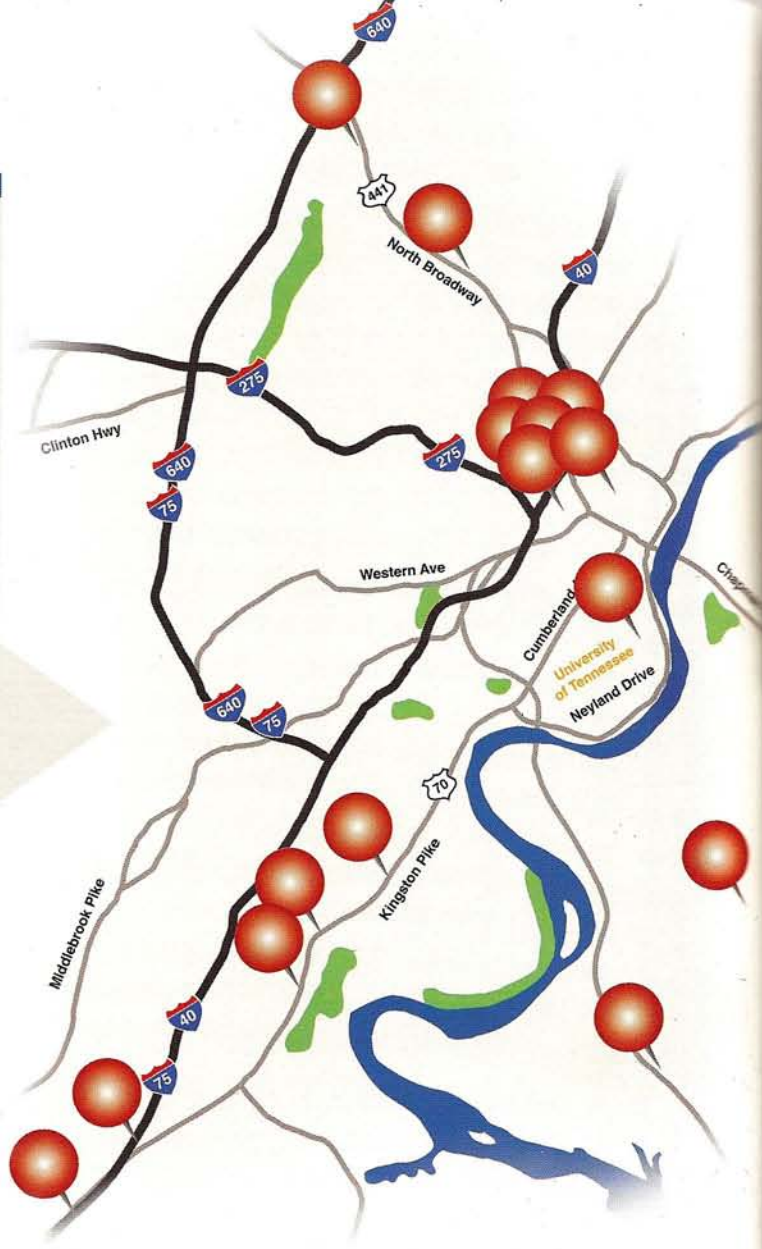 640
441
North Broadway
40
275
Clinton Hwy
275
640
75
Western Ave
Cumberland
University
of Tennessee
Neyland Drive
640
75
70
Kingston Pike
Middlebrook Pike
40
75